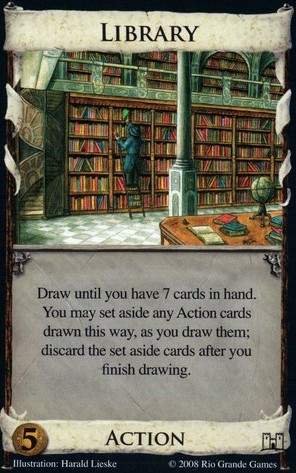 LIBRARY
Draw until you have 7 cards in hand.
You may set aside any Action cards
drawn this way, as you draw them;
discard the set aside cards after you
finish drawing.
5
ACTION
Illustration: Harald Lieske © 2008 Rio Grande Games